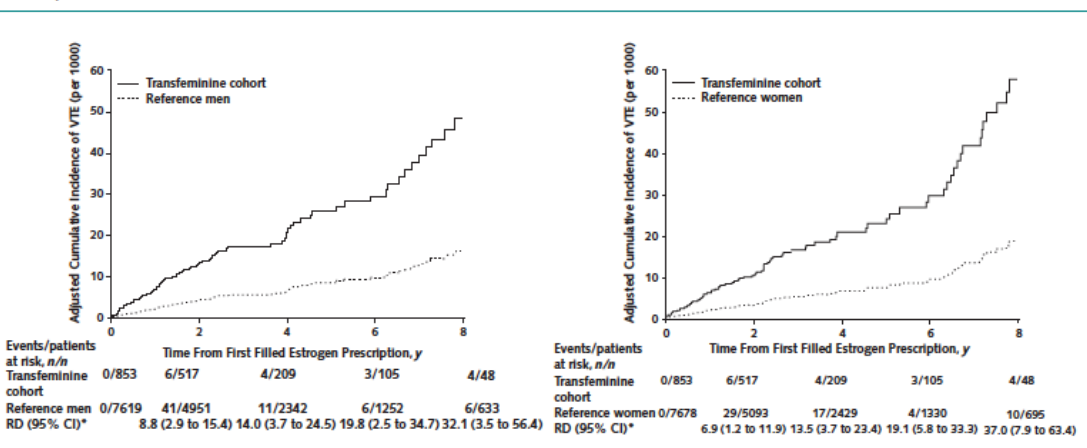 Adjusted Cumulative Incidence of VTE (per 1000)
60
50
40
30
20
10
0
Transfeminine cohort
Reference men
0 2 4 6 8
Time From First Filled Estrogen Prescription, y
Events/patients
at risk, n/n
Transfeminine 0/853 6/517 4/209 3/105 4/48
cohort
Reference men 0/7619 41/4951 11/2342 6/1252 6/633
RD (95% CI)* 8.8 (2.9 to 15.4) 14.0 (3.7 to 24.5) 19.8 (2.5 to 34.7) 32.1 (3.5 to 56.4)
Adjusted Cumulative Incidence of VTE (per 1000)
60
50
40
30
20
10
0
Transfeminine cohort
Reference women
0 2 4 6 8
Time From First Filled Estrogen Prescription, y
Events/patients
at risk, n/n
Transfeminine 0/853 6/517 4/209 3/105 4/48
cohort
Reference women 0/7678 29/5093 17/2429 4/1330 10/695
RD (95% CI)* 6.9 (1.2 to 11.9) 13.5 (3.7 to 23.4) 19.1 (5.8 to 33.3) 37.0 (7.9 to 63.4)